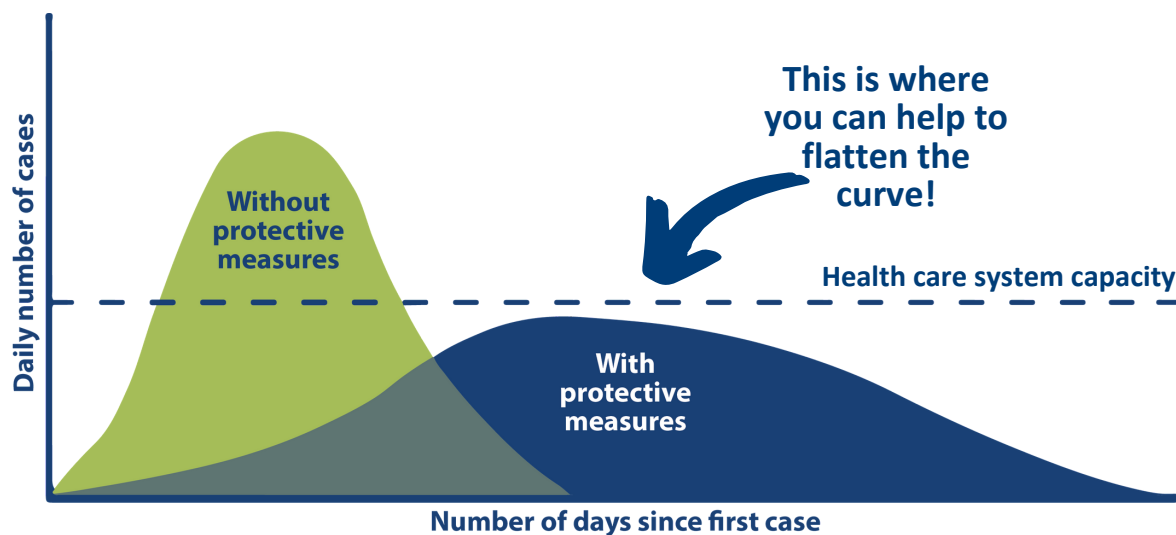 This is where
you can help to
flatten the
curve!
Daily number of cases
Without
protective
measures
Health care system capacity
With
protective
measures
Number of days since first case